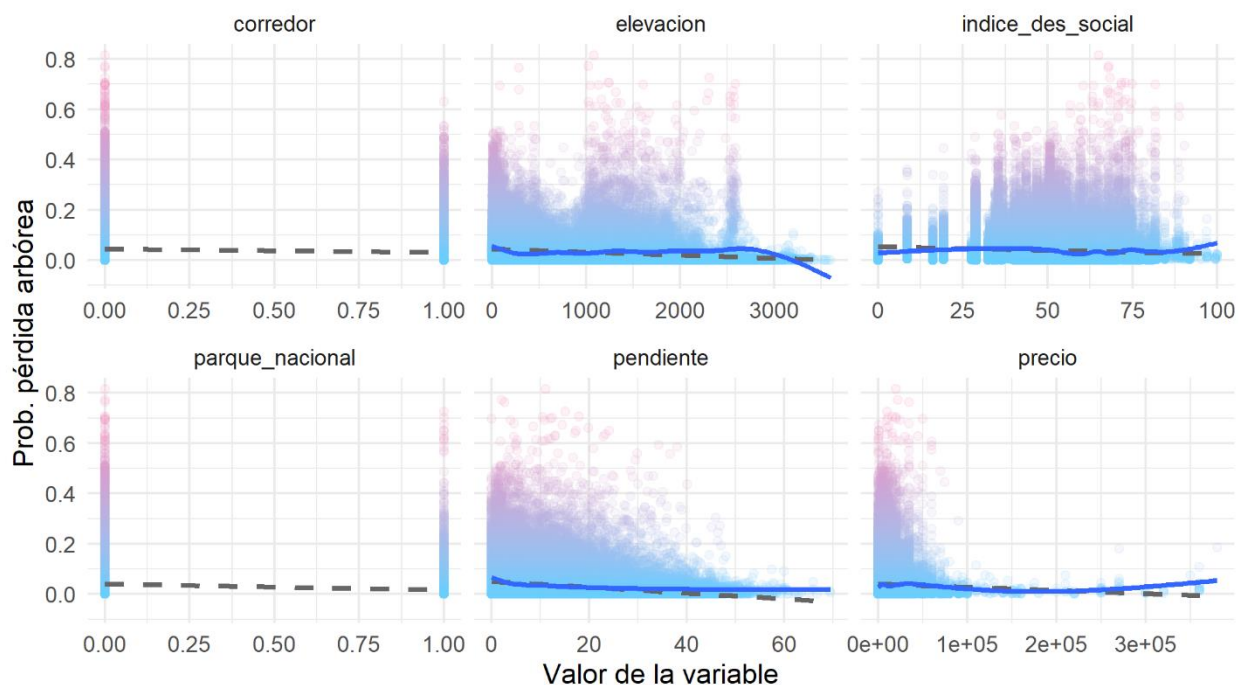 corredor elevacion indice_des_social
Prob. pérdida arbórea
0.8
0.6
0.4
0.2
0.0
0.00 0.25 0.50 0.75 1.00 0 1000 2000 3000 0 25 50 75 100
parque_nacional pendiente precio
0.8
0.6
0.4
0.2
0.0
0.00 0.25 0.50 0.75 1.00 0 20 40 60 0e+00 1e+05 2e+05 3e+05
Valor de la variable